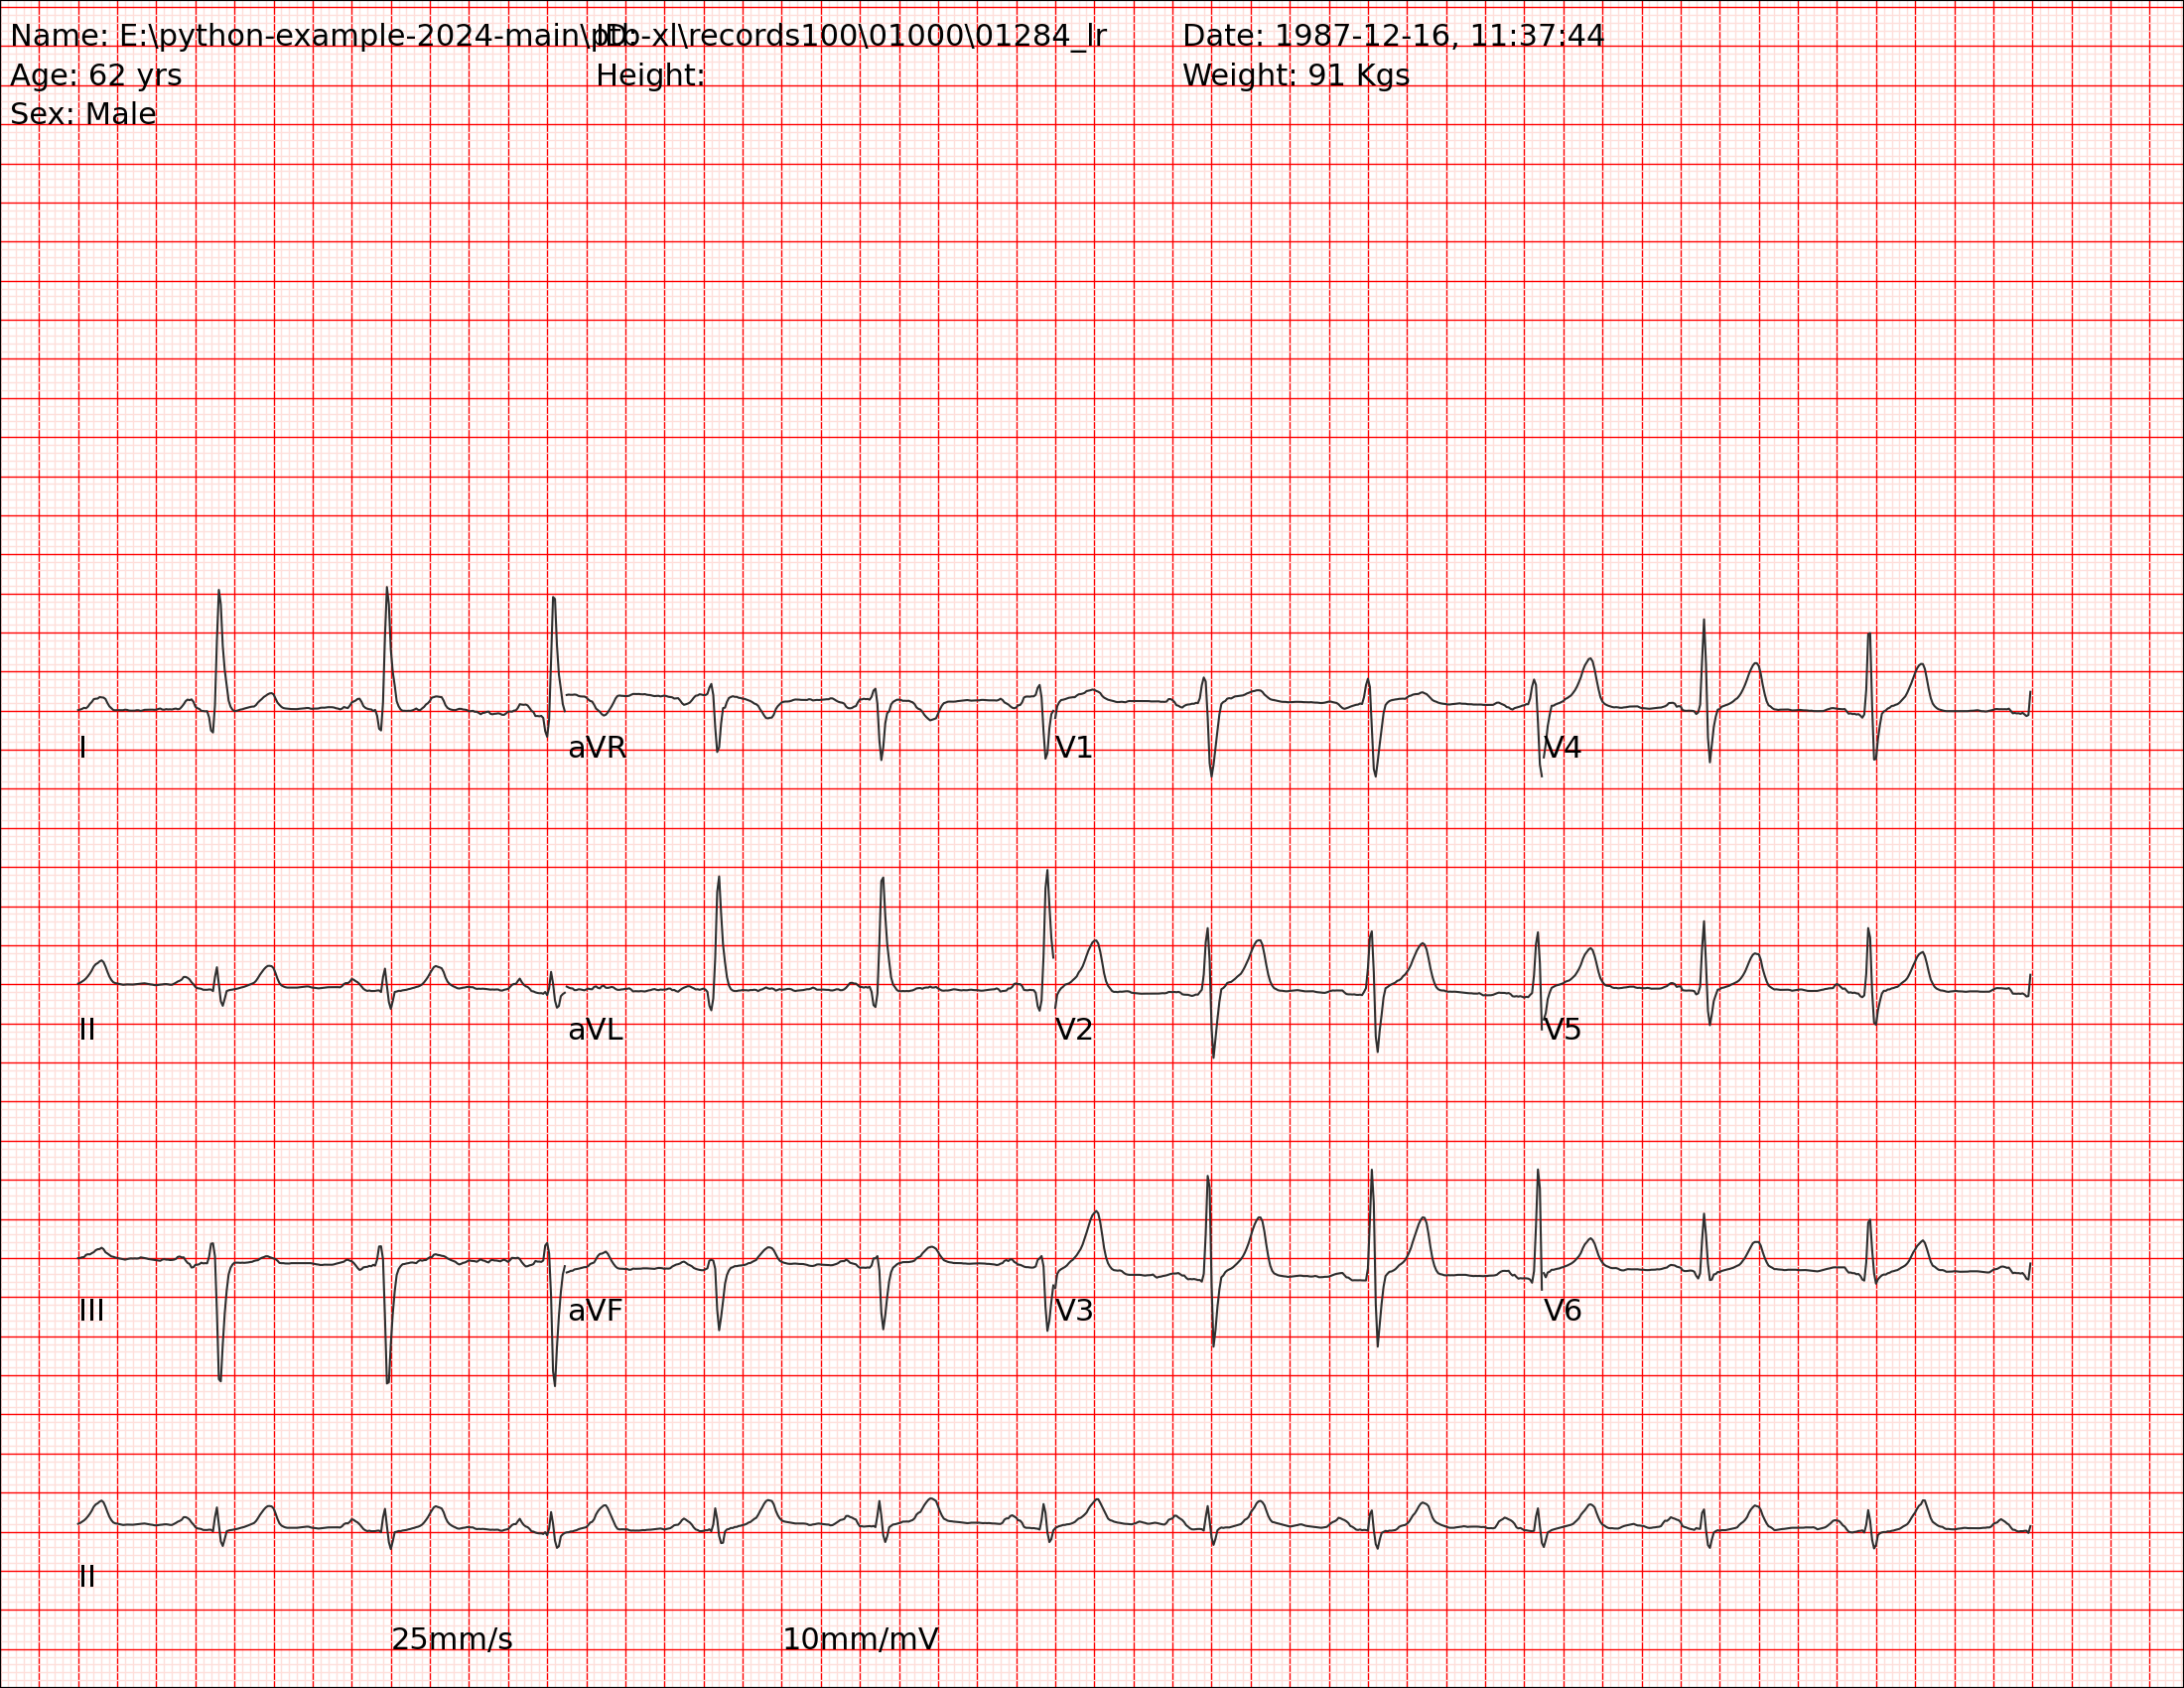 Name: E:\python-example-2024-main\ptb-xl\records100\01000\01284_lr ID: Date: 1987-12-16, 11:37:44
Age: 62 yrs Height: Weight: 91 Kgs
Sex: Male
I aVR V1 V4
II aVL V2 V5
III aVF V3 V6
II
25mm/s 10mm/mV